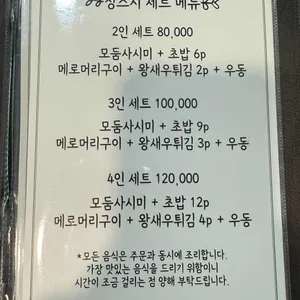 징스시 세트 메뉴
2인 세트 80,000
모둠사시미 + 초밥 6p
메로머리구이 + 왕새우튀김 2p + 우동
3인 세트 100,000
모둠사시미 + 초밥 9p
메로머리구이 + 왕새우튀김 3p + 우동
4인 세트 120,000
모둠사시미 + 초밥 12p
메로머리구이 + 왕새우튀김 4p + 우동
*모든 음식은 주문과 동시에 조리합니다.
가장 맛있는 음식을 드리기 위함이니
시간이 조금 걸리는 점 양해 부탁드립니다.